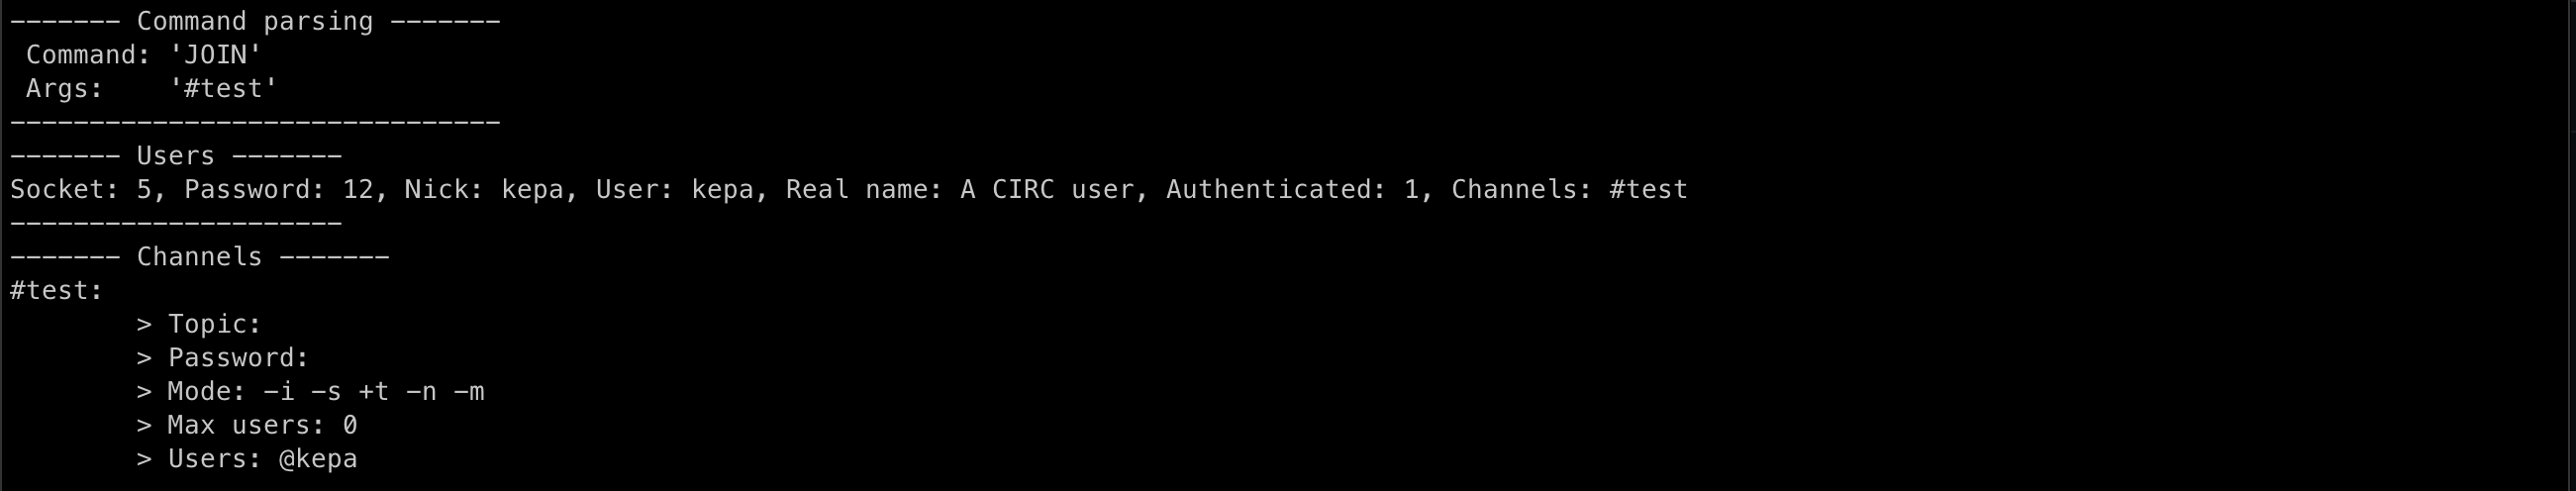 ------- Command parsing -------
 Command: 'JOIN'
 Args:    '#test'
-------------------------------
------- Users -------
Socket: 5, Password: 12, Nick: kepa, User: kepa, Real name: A CIRC user, Authenticated: 1, Channels: #test
---------------------
------- Channels -------
#test:
        > Topic:
        > Password:
        > Mode: -i -s +t -n -m
        > Max users: 0
        > Users: @kepa